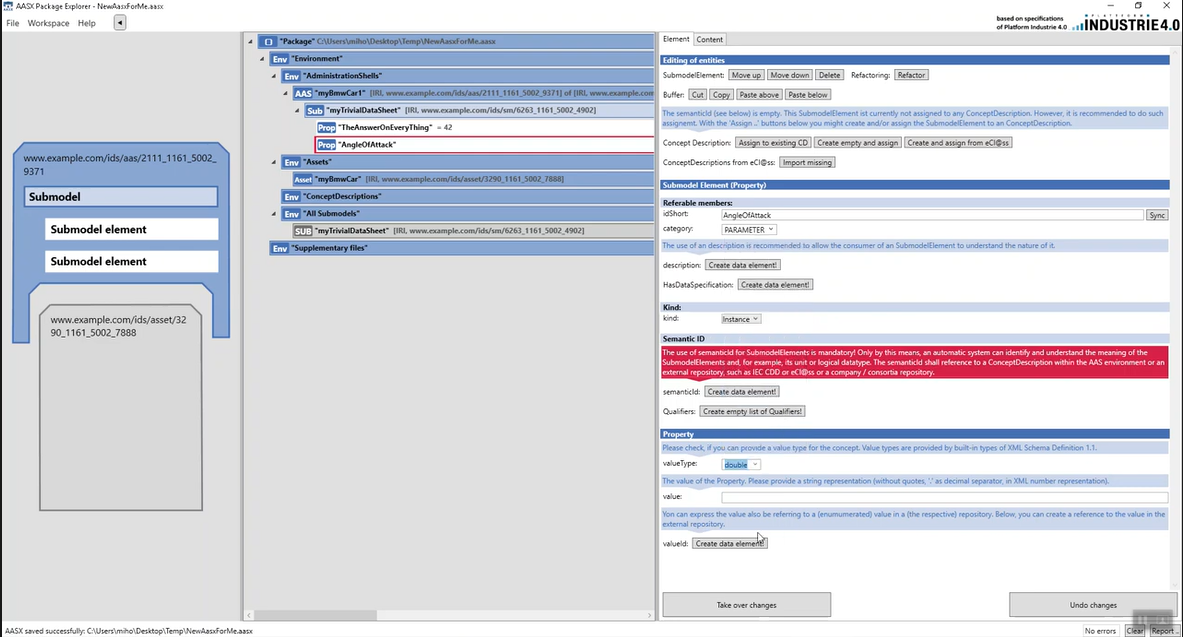 AASX Package Explorer - NewAasxForMe.aasx
File Workspace Help
based on specifications
of Platform Industrie 4.0
PLATTFORM
INDUSTRIE4.0
www.example.com/ids/aas/2111_1161_5002_
9371
Submodel
Submodel element
Submodel element
www.example.com/ids/asset/32
90_1161_5002_7888
"Package" C:\Users\miho\Desktop\Temp\NewAasxForMe.aasx
Env "Environment"
Env "AdministrationShells"
AAS "myBmwCar1" [IRI, www.example.com/ids/aas/2111_1161_5002_9371] of [IRI, www.example.com
Sub "myTrivialDataSheet" [IRI, www.example.com/ids/sm/6263_1161_5002_4902]
Prop "TheAnswerOnEveryThing" = 42
Prop "AngleOfAttack"
Env "Assets"
Asset "myBmwCar" [IRI, www.example.com/ids/asset/3290_1161_5002_7888]
Env "ConceptDescriptions"
Env "All Submodels"
SUB "myTrivialDataSheet" [IRI, www.example.com/ids/sm/6263_1161_5002_4902]
Env "Supplementary files"
Element Content
Editing of entities
SubmodelElement: Move up Move down Delete Refactoring: Refactor
Buffer: Cut Copy Paste above Paste below
The semanticId (see below) is empty. This SubmodelElement ist currently not assigned to any ConceptDescription. However, it is recommended to do such
assignemt. With the 'Assign ..' buttons below you might create and/or assign the SubmodelElement to an ConceptDescription.
Concept Description: Assign to existing CD Create empty and assign Create and assign from eCl@ss
ConceptDescriptions from eCl@ss: Import missing
Submodel Element (Property)
Referable members:
idShort: AngleOfAttack Sync
category: PARAMETER
The use of an description is recommended to allow the consumer of an SubmodelElement to understand the nature of it.
description: Create data element!
HasDataSpecification: Create data element!
Kind:
kind: Instance
Semantic ID
The use of semanticId for SubmodelElements is mandatory! Only by this means, an automatic system can identify and understand the meaning of the
SubmodelElements and, for example, its unit or logical datatype. The semanticId shall reference to a ConceptDescription within the AAS environment or an
external repository, such as IEC CDD or eCl@ss or a company / consortia repository.
semanticId: Create data element!
Qualifiers: Create empty list of Qualifiers!
Property
Please check, if you can provide a value type for the concept. Value types are provided by built-in types of XML Schema Definition 1.1.
valueType: double
The value of the Property. Please provide a string representation (without quotes, '.' as decimal separator, in XML number representation).
value:
Yon can express the value also be referring to a (enumumerated) value in a (the respective) repository. Below, you can create a reference to the value in the
external repository.
valueId: Create data element!
Take over changes Undo changes
AASX saved successfully: C:\Users\miho\Desktop\Temp\NewAasxForMe.aasx
No errors Clear Report..